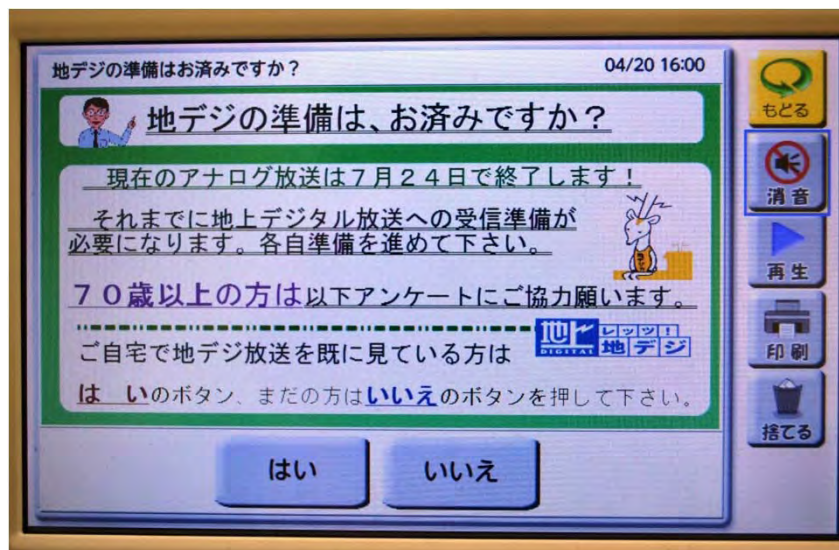 地デジの準備はお済みですか?
04/20 16:00
地デジの準備は、お済みですか?
現在のアナログ放送は7月24日で終了します!
それまでに地上デジタル放送への受信準備が
必要になります。各自準備を進めて下さい。
70歳以上の方は以下アンケートにご協力願います。
地上
DIGITAL
レッツ!
地デジ
ご自宅で地デジ放送を既に見ている方は
は いのボタン、まだの方はいいえのボタンを押して下さい。
はい
いいえ
もどる
消音
再生
印刷
捨てる